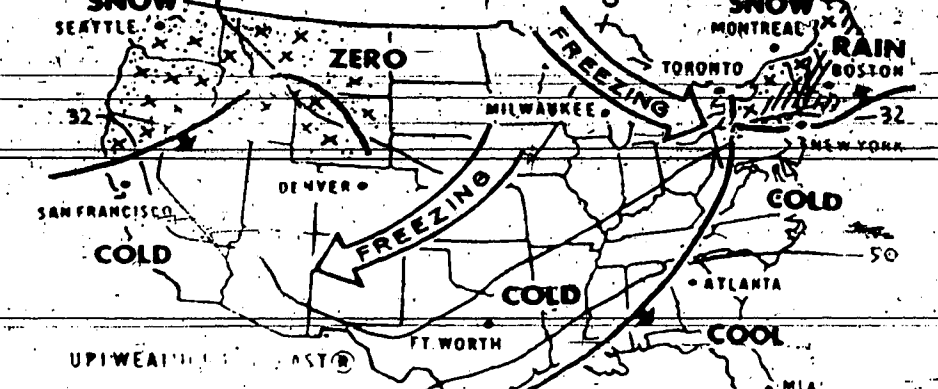 SNOW
SNOW
SEATTLE
MONTREAL
RAIN
ZERO
FREEZING
TORONTO
BOSTON
MILWAUKEE
32
32
NEW YORK
DENVER
FREEZING
COLD
SAN FRANCISCO
COLD
50
ATLANTA
COLD
COOL
FT. WORTH